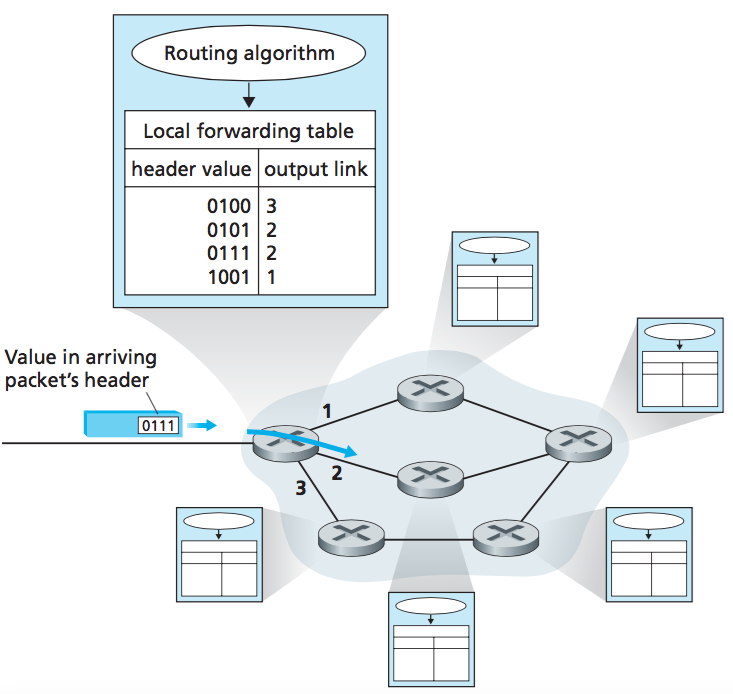 Routing algorithm
Local forwarding table
header value output link
0100 3
0101 2
0111 2
1001 1
Value in arriving
packet's header
0111
1
2
3